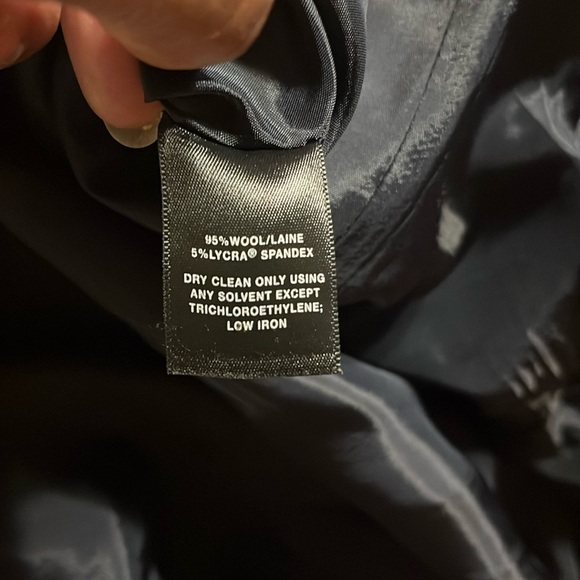 95%WOOL/LAINE
5%LYCRA® SPANDEX
DRY CLEAN ONLY USING
ANY SOLVENT EXCEPT
TRICHLOROETHYLENE;
LOW IRON